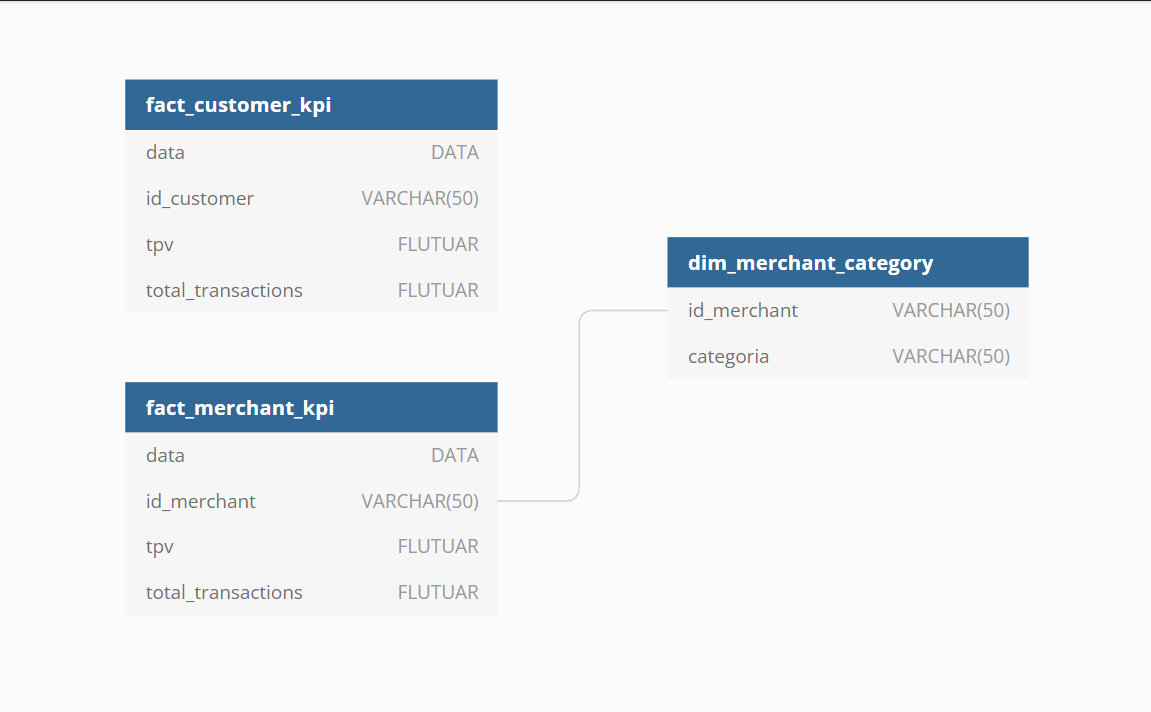 fact_customer_kpi
data DATA
id_customer VARCHAR(50)
tpv FLUTUAR
total_transactions FLUTUAR
fact_merchant_kpi
data DATA
id_merchant VARCHAR(50)
tpv FLUTUAR
total_transactions FLUTUAR
dim_merchant_category
id_merchant VARCHAR(50)
categoria VARCHAR(50)